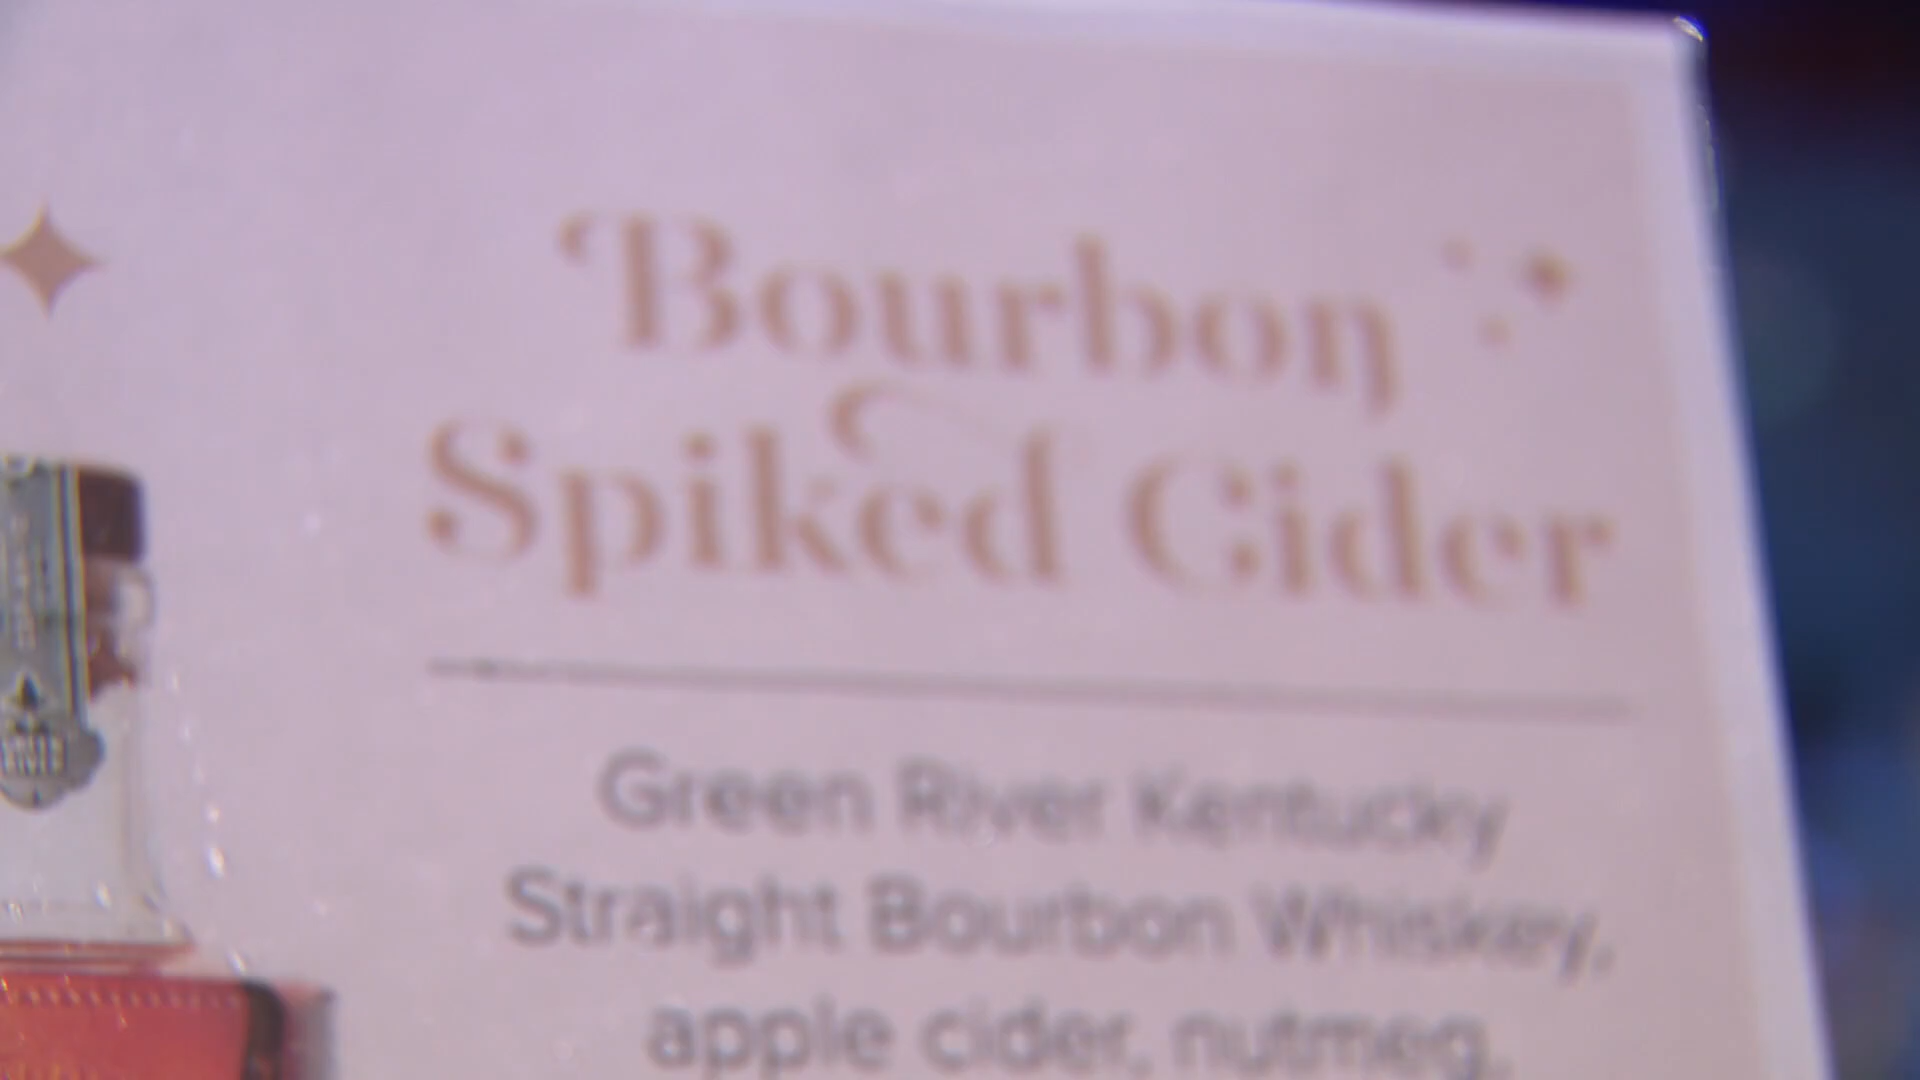 Bourbon
Spiked Cider
Green River Kentucky
Straight Bourbon Whiskey,
apple cider, nutmeg,